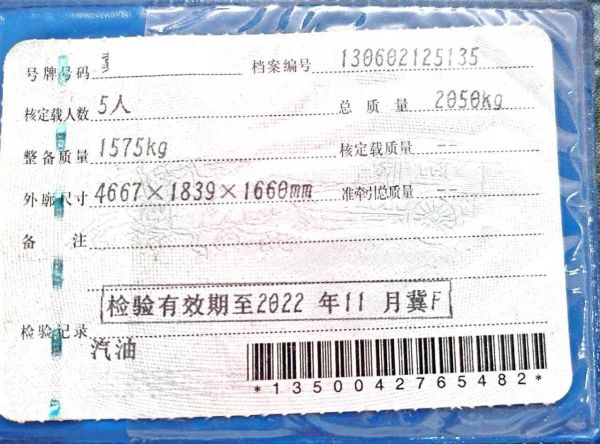 号牌号码 冀 档案编号 130602125135
核定载人数 5人 总质量 2050kg
整备质量 1575kg 核定载质量 --
外廓尺寸 4667×1839×1660mm 准牵引总质量 --
备注
检验有效期至2022 年11 月冀F
检验记录
汽油
*1350042765482*